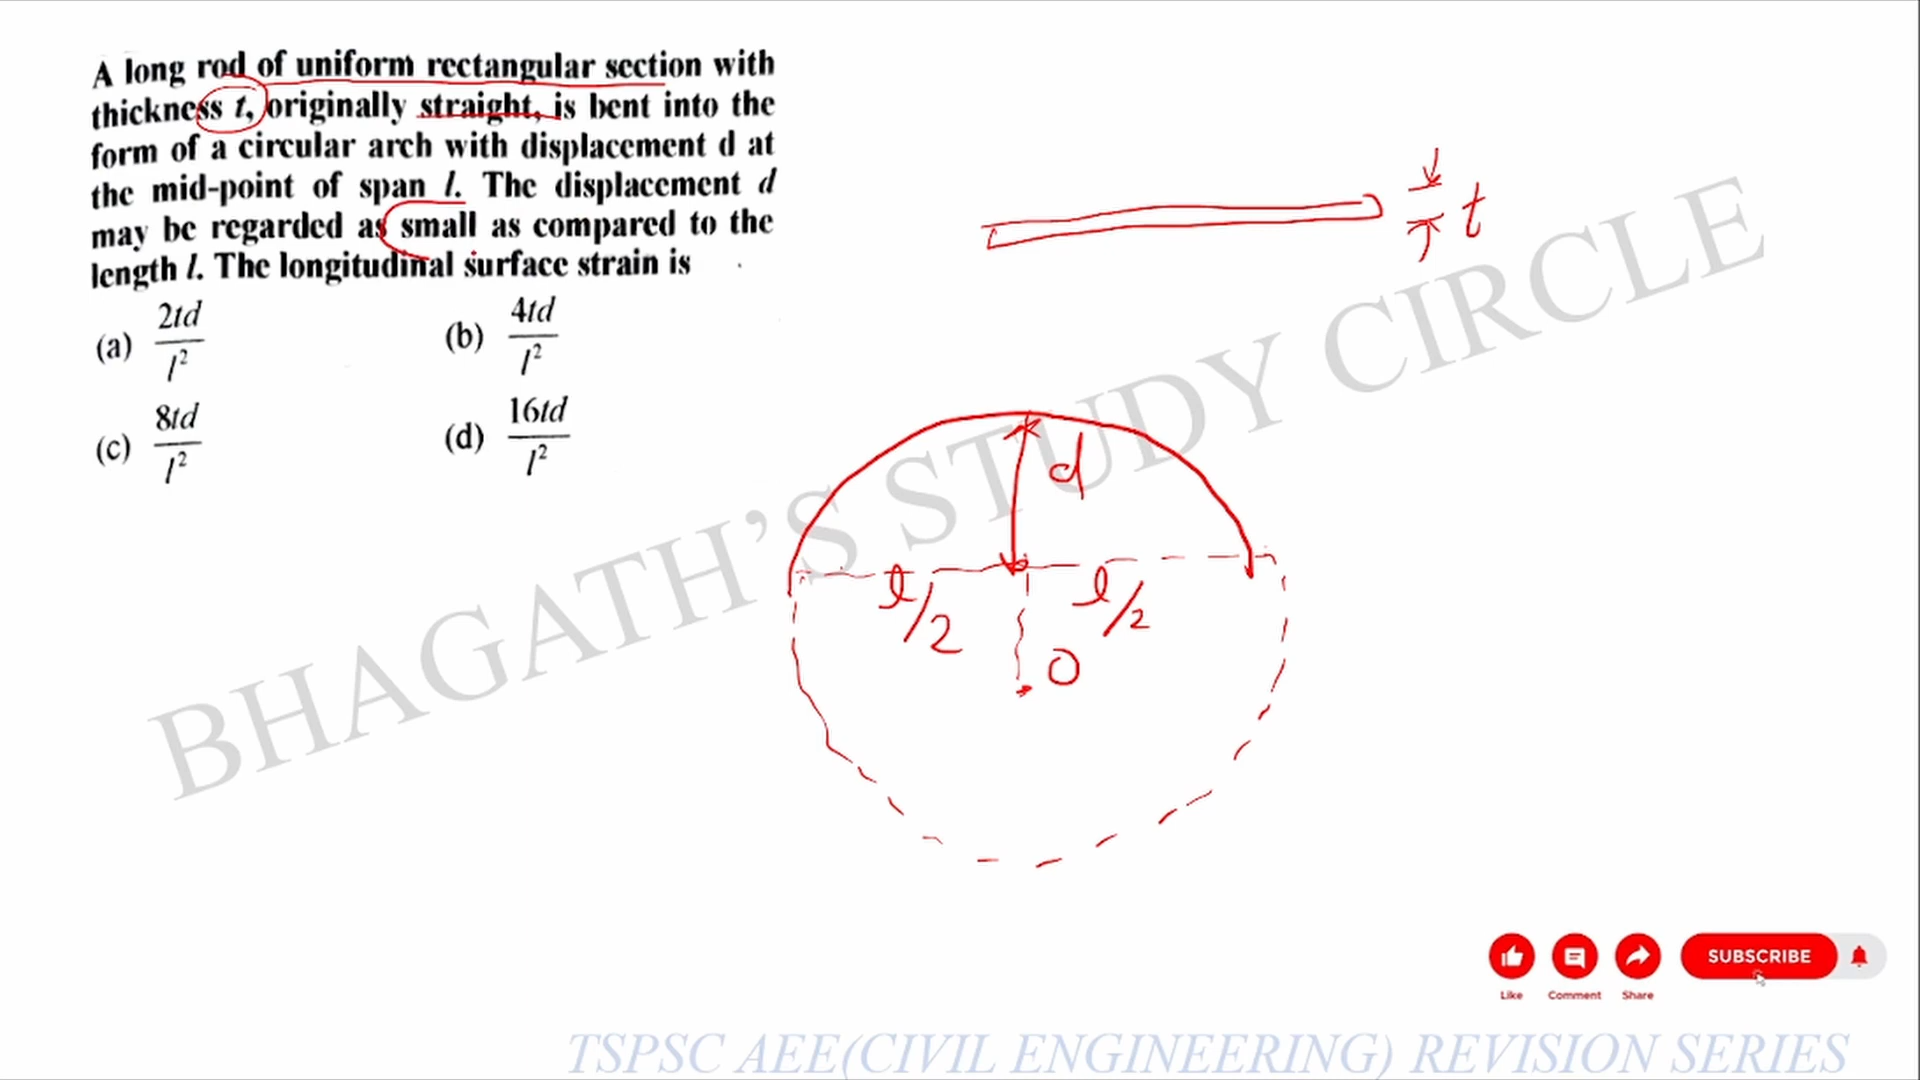 A long rod of uniform rectangular section with
thickness t, originally straight, is bent into the
form of a circular arch with displacement d at
the mid-point of span l. The displacement d
may be regarded as small as compared to the
length l. The longitudinal surface strain is
(a) 2td/l² (b) 4td/l²
(c) 8td/l² (d) 16td/l²
t
d
l/2 l/2
O
BHAGATH'S STUDY CIRCLE
SUBSCRIBE
Like Comment Share
TSPSC AEE(CIVIL ENGINEERING) REVISION SERIES